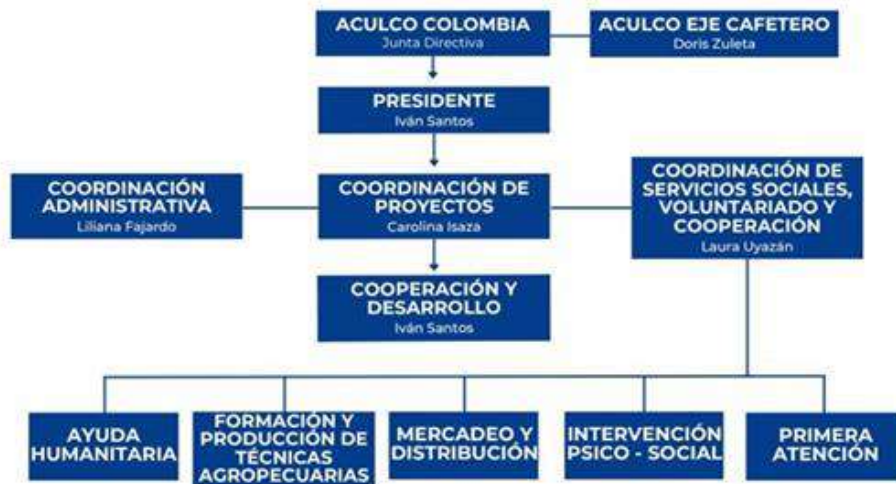 ACULCO COLOMBIA
Junta Directiva
ACULCO EJE CAFETERO
Doris Zuleta
PRESIDENTE
Iván Santos
COORDINACIÓN
ADMINISTRATIVA
Liliana Fajardo
COORDINACIÓN DE
PROYECTOS
Carolina Isaza
COORDINACIÓN DE
SERVICIOS SOCIALES,
VOLUNTARIADO Y
COOPERACIÓN
Laura Uyazán
COOPERACIÓN Y
DESARROLLO
Iván Santos
AYUDA
HUMANITARIA
FORMACIÓN Y
PRODUCCIÓN DE
TÉCNICAS
AGROPECUARIAS
MERCADEO Y
DISTRIBUCIÓN
INTERVENCIÓN
PSICO - SOCIAL
PRIMERA
ATENCIÓN